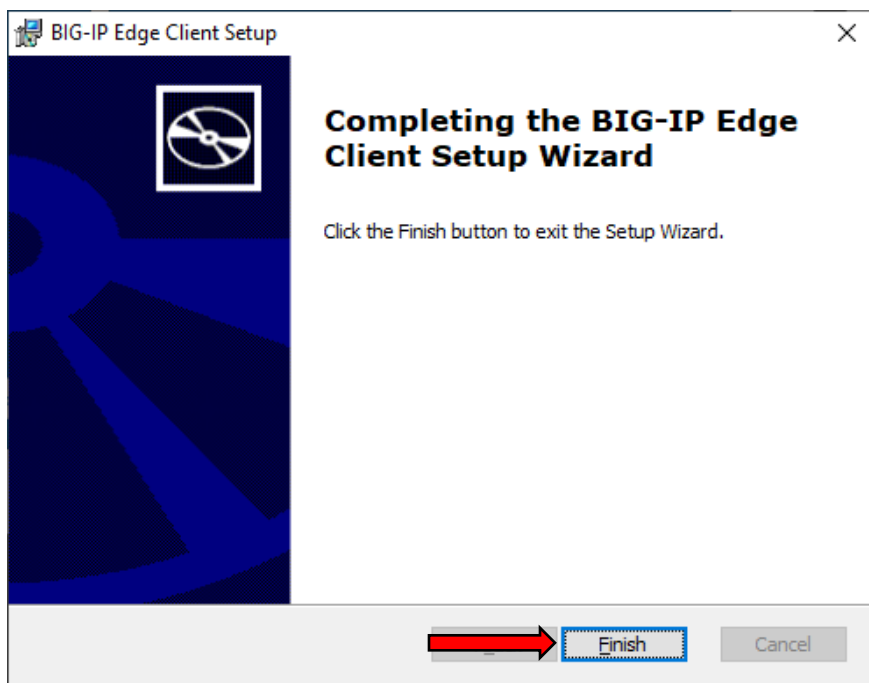 BIG-IP Edge Client Setup
Completing the BIG-IP Edge
Client Setup Wizard
Click the Finish button to exit the Setup Wizard.
Finish
Cancel